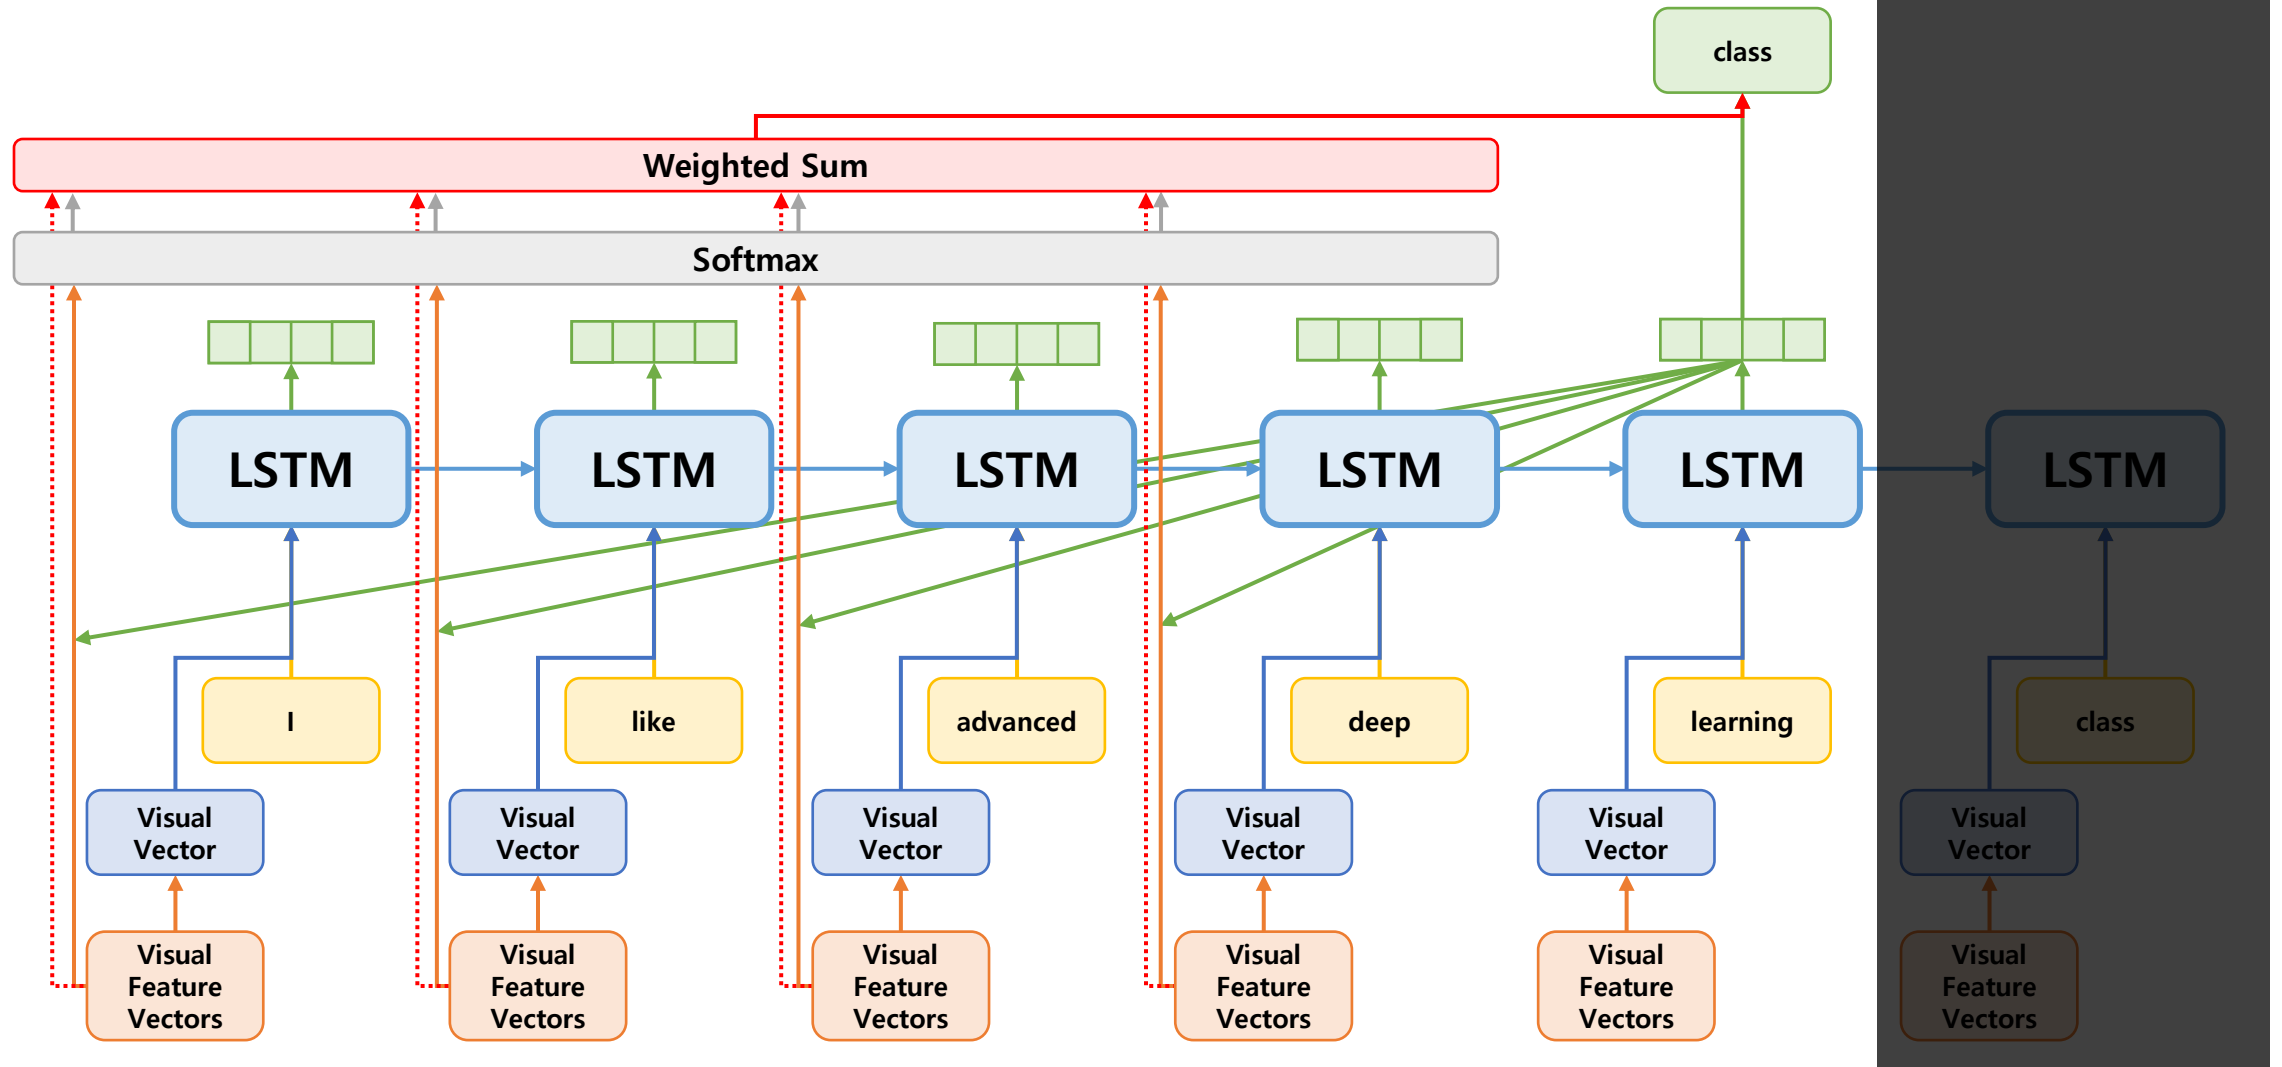 class
Weighted Sum
Softmax
LSTM
LSTM
LSTM
LSTM
LSTM
LSTM
I
like
advanced
deep
learning
class
Visual
Vector
Visual
Vector
Visual
Vector
Visual
Vector
Visual
Vector
Visual
Vector
Visual
Feature
Vectors
Visual
Feature
Vectors
Visual
Feature
Vectors
Visual
Feature
Vectors
Visual
Feature
Vectors
Visual
Feature
Vectors